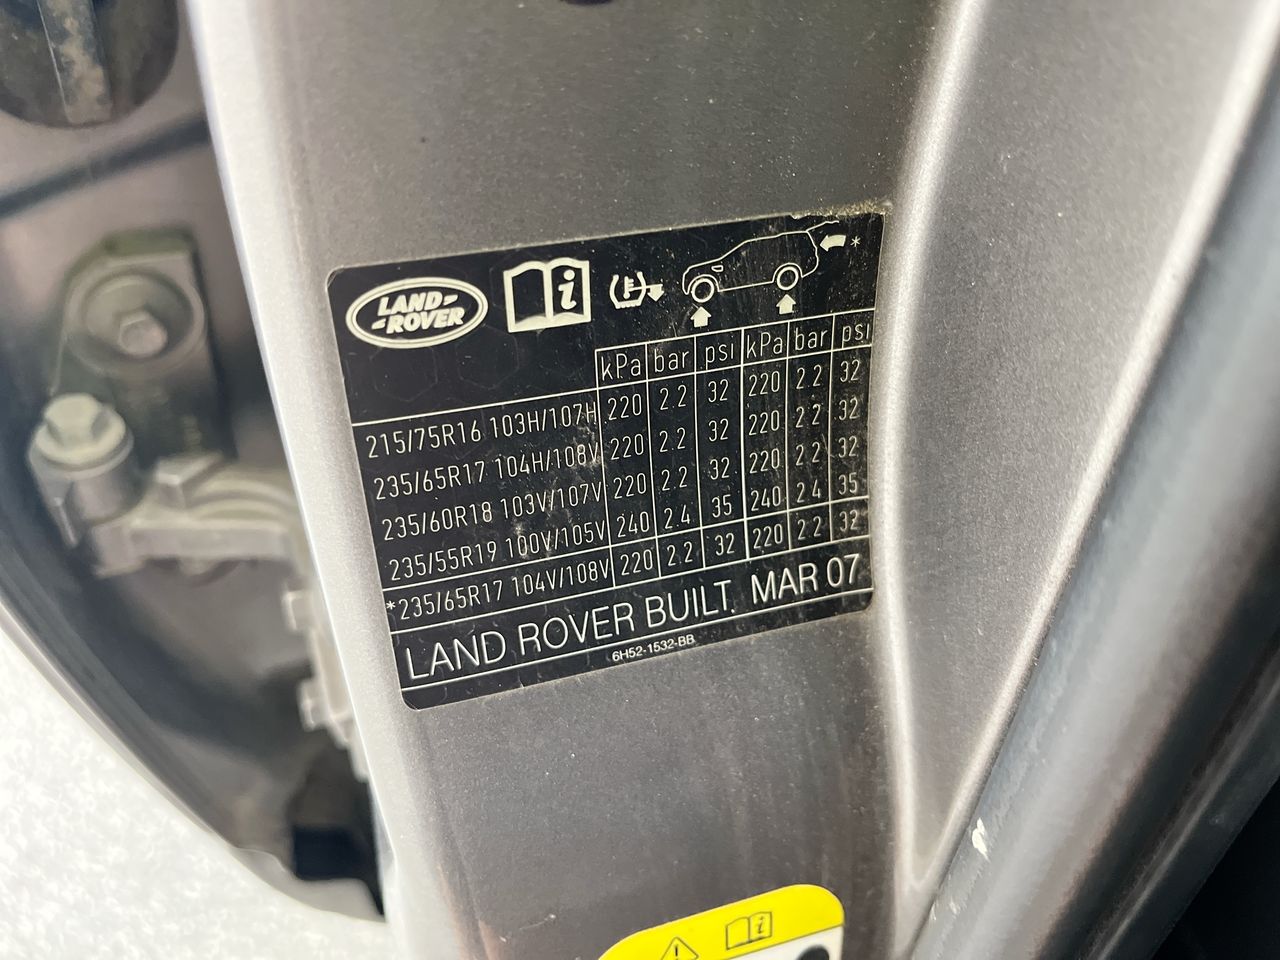 LAND-
-ROVER
i
*
kPa bar psi kPa bar psi
215/75R16 103H/107H 220 2.2 32 220 2.2 32
235/65R17 104H/108V 220 2.2 32 220 2.2 32
235/60R18 103V/107V 220 2.2 32 220 2.2 32
235/55R19 100V/105V 240 2.4 35 240 2.4 35
*235/65R17 104V/108V 220 2.2 32 220 2.2 32
LAND ROVER BUILT. MAR 07
6H52-1532-BB
i